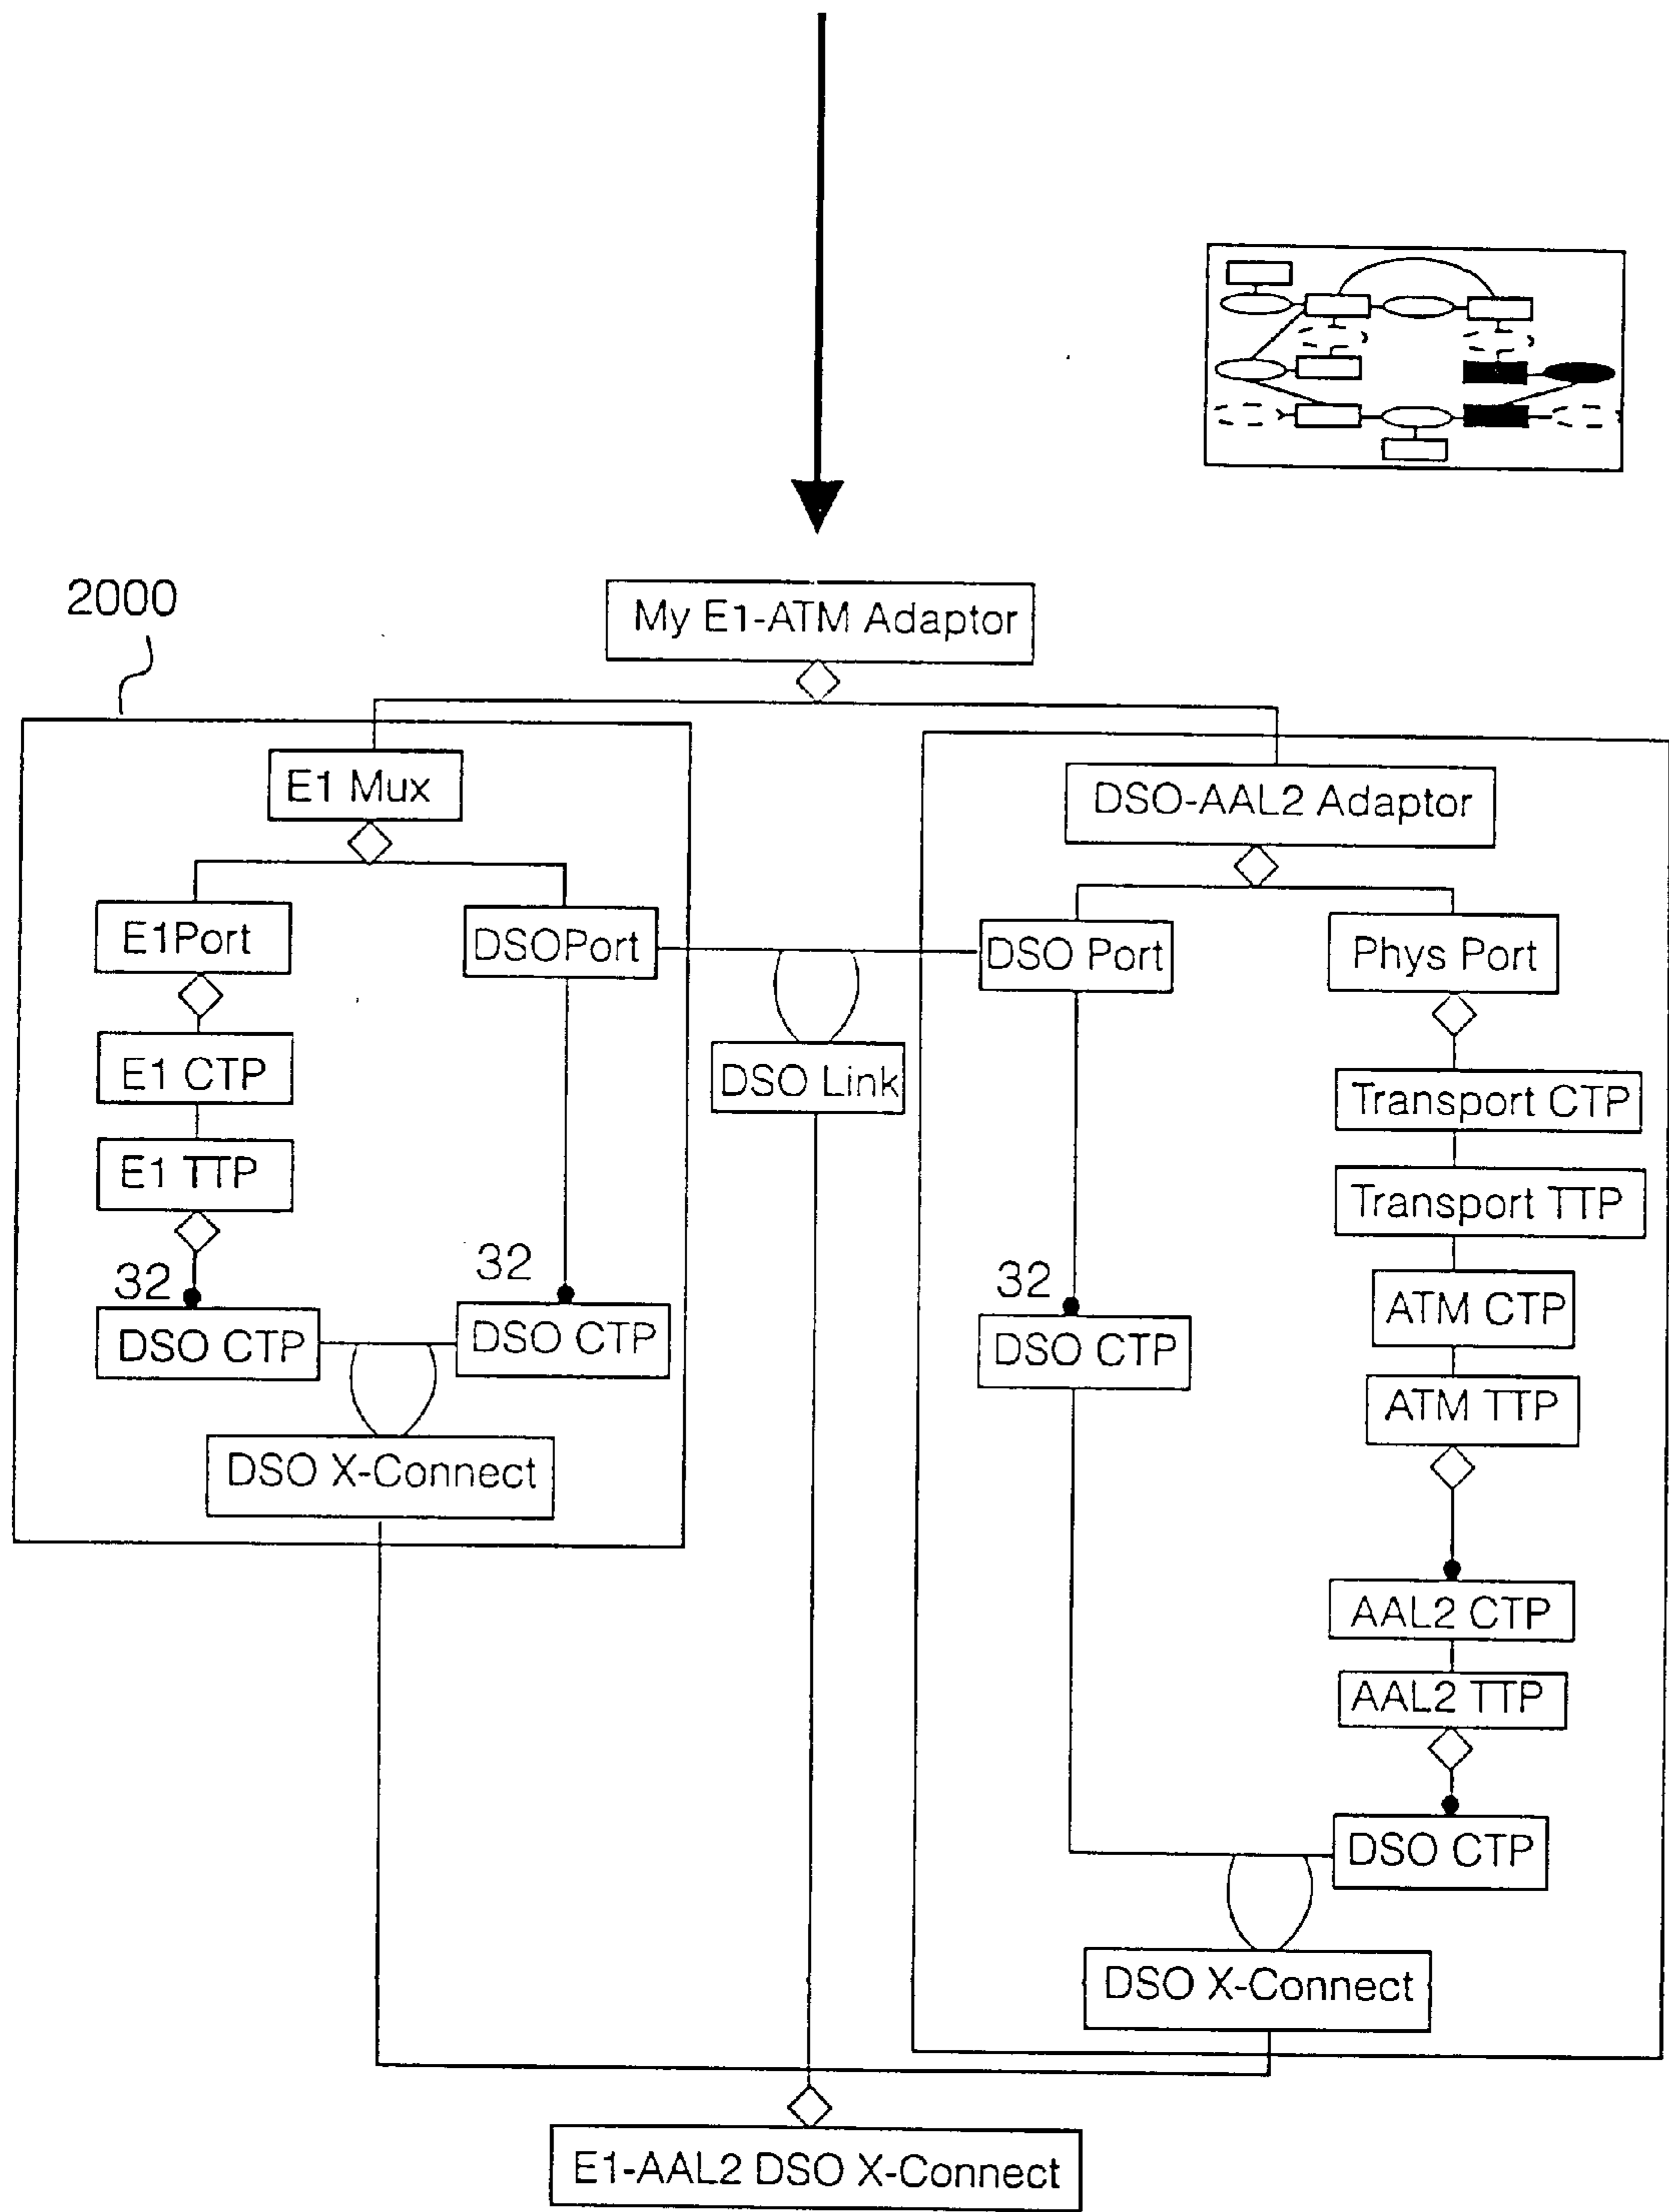 2000
My E1-ATM Adaptor
E1 Mux
DSO-AAL2 Adaptor
E1Port
DSOPort
DSO Port
Phys Port
E1 CTP
DSO Link
Transport CTP
E1 TTP
Transport TTP
32
32
32
ATM CTP
DSO CTP
DSO CTP
DSO CTP
ATM TTP
DSO X-Connect
AAL2 CTP
AAL2 TTP
DSO CTP
DSO X-Connect
E1-AAL2 DSO X-Connect